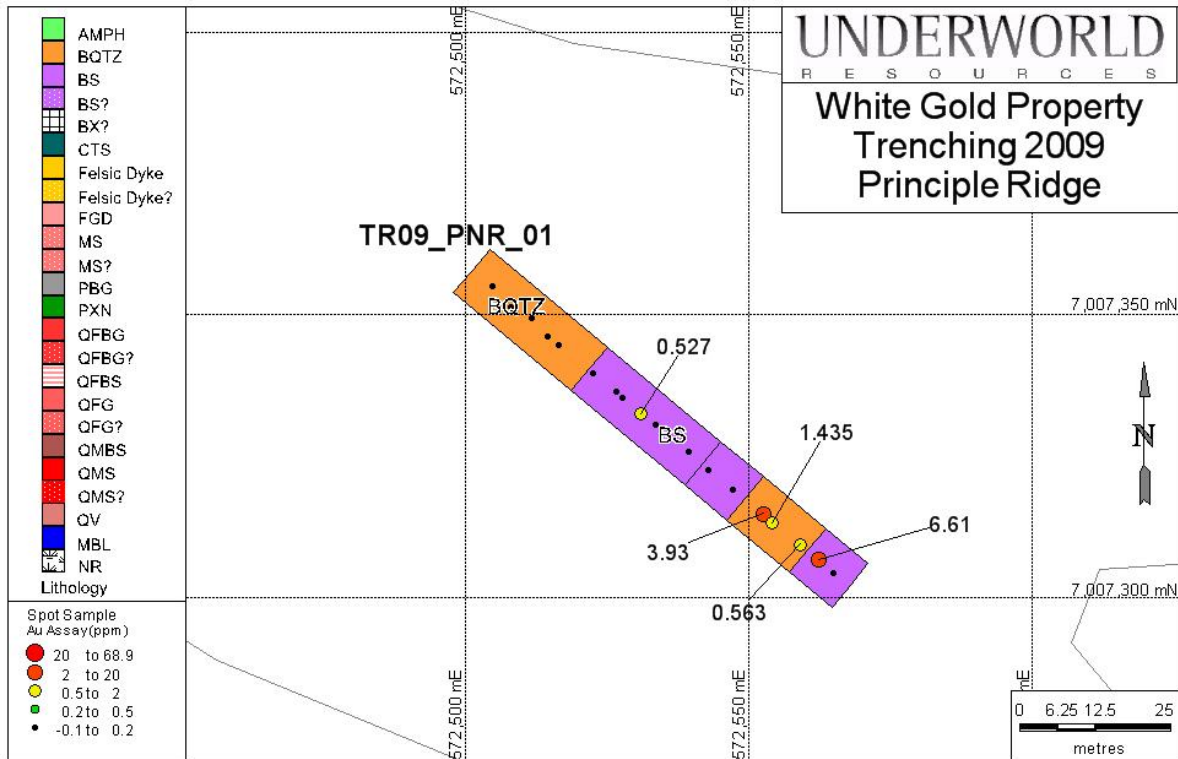 AMPH
BQTZ
BS
BS?
BX?
CTS
Felsic Dyke
Felsic Dyke?
FGD
MS
MS?
PBG
PXN
QFBG
QFBG?
QFBS
QFG
QFG?
QMBS
QMS
QMS?
QV
MBL
NR
Lithology
Spot Sample
Au Assay(ppm)
20 to 68.9
2 to 20
0.5 to 2
0.2 to 0.5
-0.1 to 0.2
572,500 mE
572,550 mE
UNDERWORLD
RESOURCES
White Gold Property
Trenching 2009
Principle Ridge
TR09_PNR_01
BQTZ
7,007,350 mN
0.527
BS
1.435
N
3.93
6.61
0.563
7,007,300 mN
572,500 mE
572,550 mE
0 6.25 12.5 25
metres